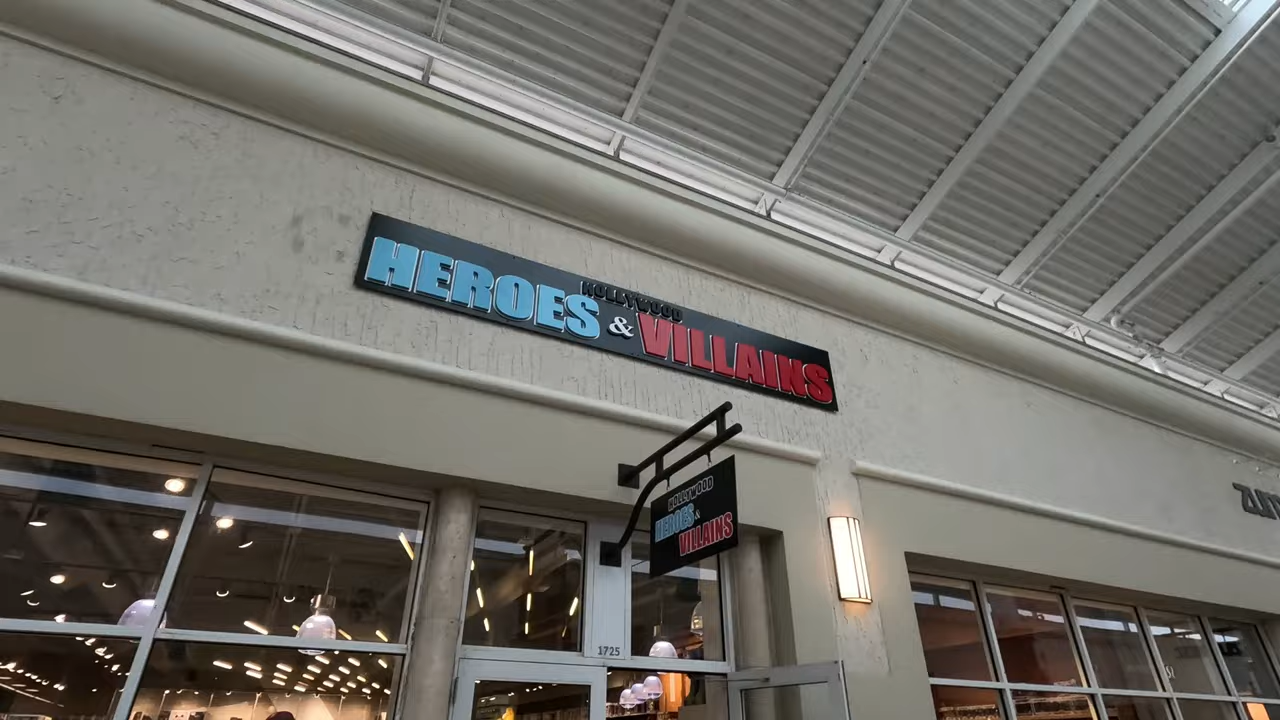 HOLLYWOOD
HEROES & VILLAINS
HOLLYWOOD
HEROES &
VILLAINS
1725